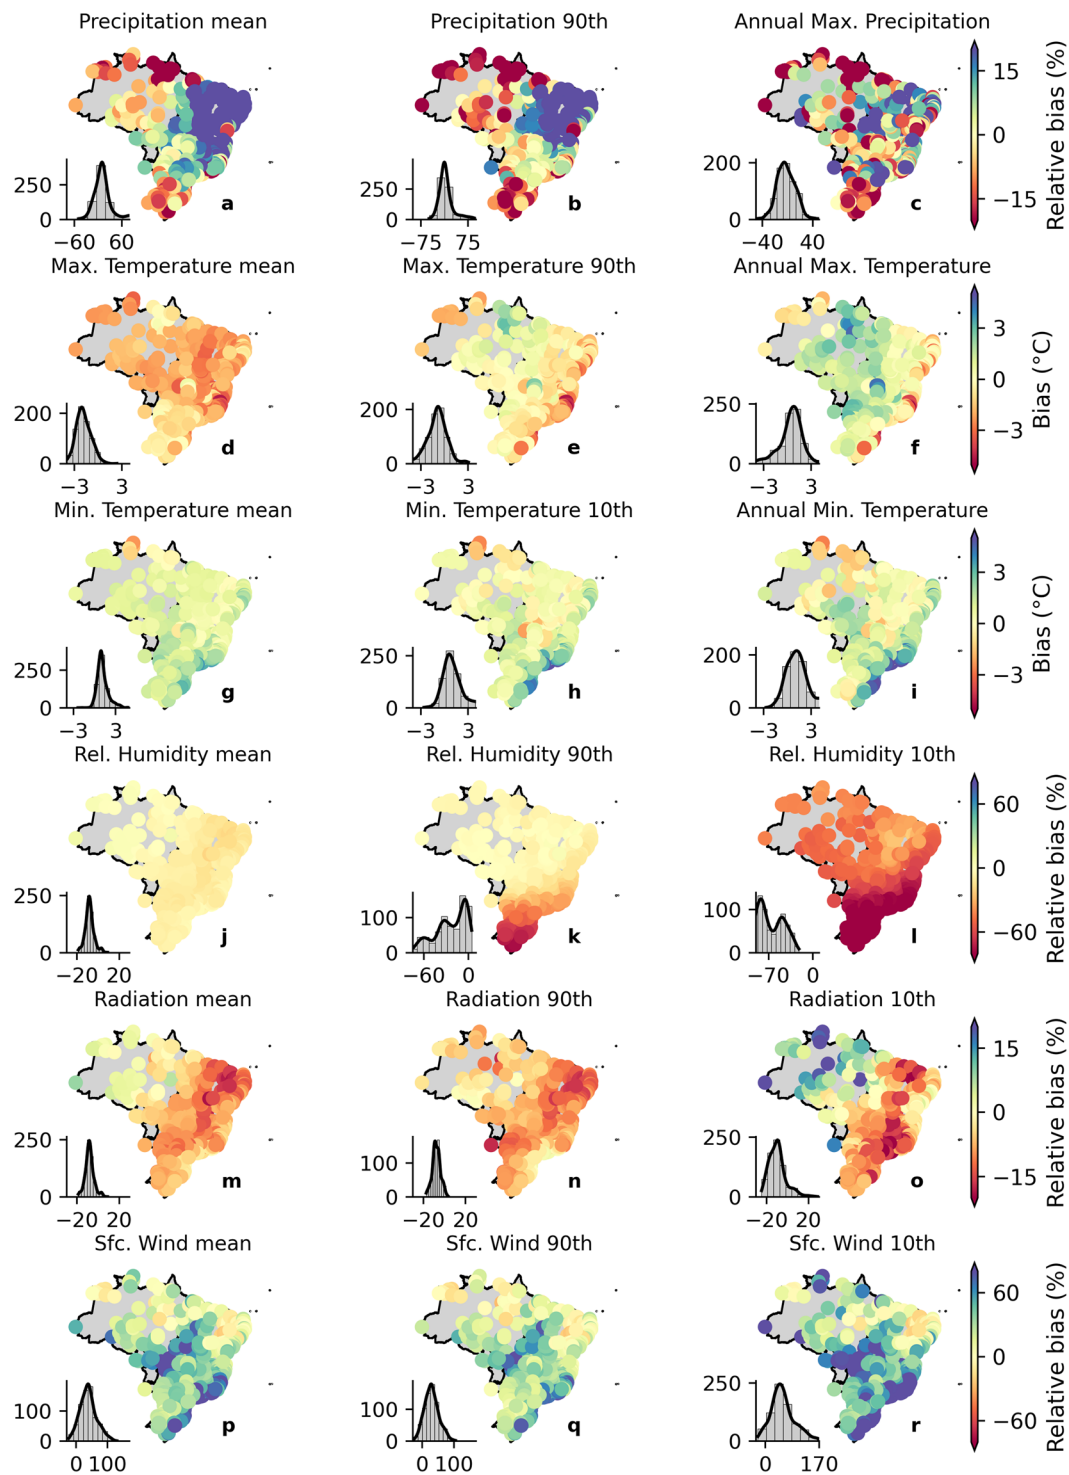 Precipitation mean Precipitation 90th Annual Max. Precipitation
250
0
−60 60
a
250
0
−75 75
b
200
0
−40 40
c
15
0
−15
Relative bias (%)
Max. Temperature mean Max. Temperature 90th Annual Max. Temperature
200
0
−3 3
d
200
0
−3 3
e
250
0
−3 3
f
3
0
−3
Bias (°C)
Min. Temperature mean Min. Temperature 10th Annual Min. Temperature
250
0
−3 3
g
250
0
−3 3
h
200
0
−3 3
i
3
0
−3
Bias (°C)
Rel. Humidity mean Rel. Humidity 90th Rel. Humidity 10th
250
0
−20 20
j
100
0
−60 0
k
100
0
−70 0
l
60
0
−60
Relative bias (%)
Radiation mean Radiation 90th Radiation 10th
250
0
−20 20
m
100
0
−20 20
n
250
0
−20 20
o
15
0
−15
Relative bias (%)
Sfc. Wind mean Sfc. Wind 90th Sfc. Wind 10th
100
0
0 100
p
100
0
0 100
q
250
0
0 170
r
60
0
−60
Relative bias (%)